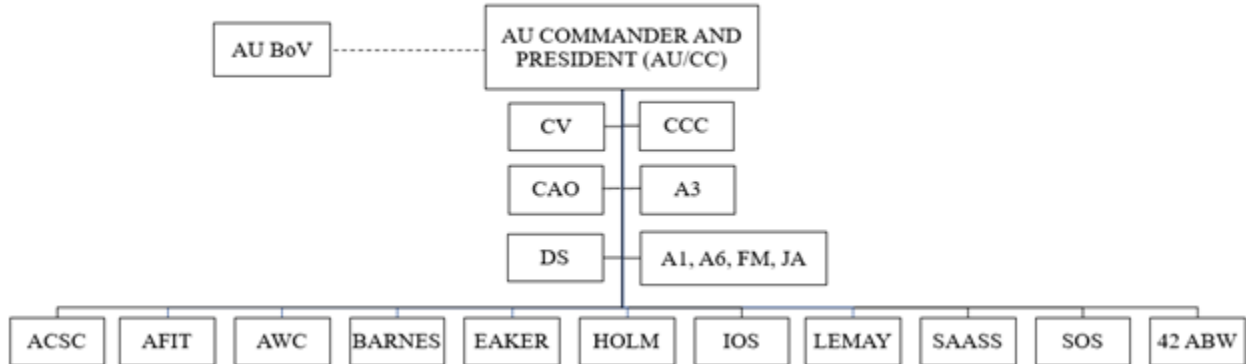 AU BoV
AU COMMANDER AND
PRESIDENT (AU/CC)
CV
CCC
CAO
A3
DS
A1, A6, FM, JA
ACSC
AFIT
AWC
BARNES
EAKER
HOLM
IOS
LEMAY
SAASS
SOS
42 ABW